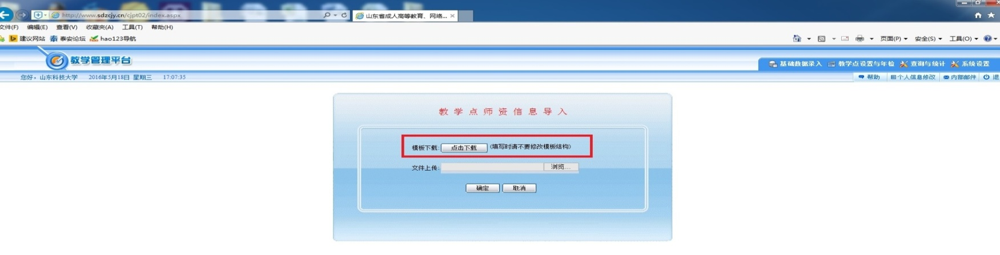 http://www.sdzcjy.cn/cjpt02/index.aspx
山东省成人高等教育、网络... ×
文件(F) 编辑(E) 查看(V) 收藏夹(A) 工具(T) 帮助(H)
建议网站 泰安论坛 hao123导航
页面(P) 安全(S) 工具(O)
教学管理平台
基础数据录入 教学点设置与年检 查询与统计 系统设置
您好，山东科技大学 2016年5月18日 星期三 17:07:35
帮助 个人信息修改 内部邮件 退
教学点师资信息导入
模板下载: 点击下载 (填写时请不要修改模板结构)
文件上传: 浏览...
确定 取消